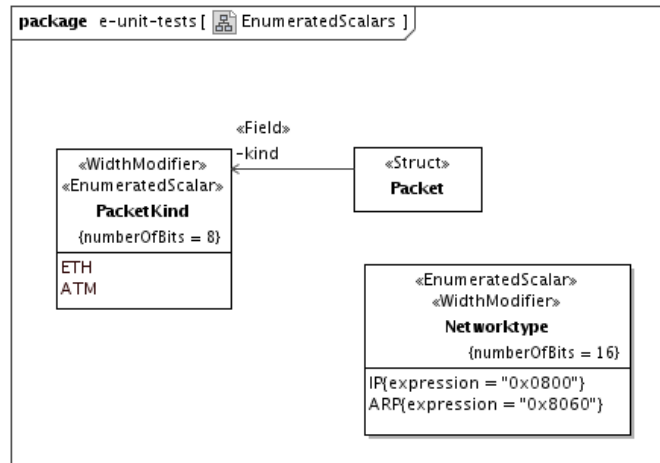 package e-unit-tests [ EnumeratedScalars ]
«Field»
-kind
«WidthModifier»
«EnumeratedScalar»
PacketKind
{numberOfBits = 8}
ETH
ATM
«Struct»
Packet
«EnumeratedScalar»
«WidthModifier»
Networktype
{numberOfBits = 16}
IP{expression = "0x0800"}
ARP{expression = "0x8060"}